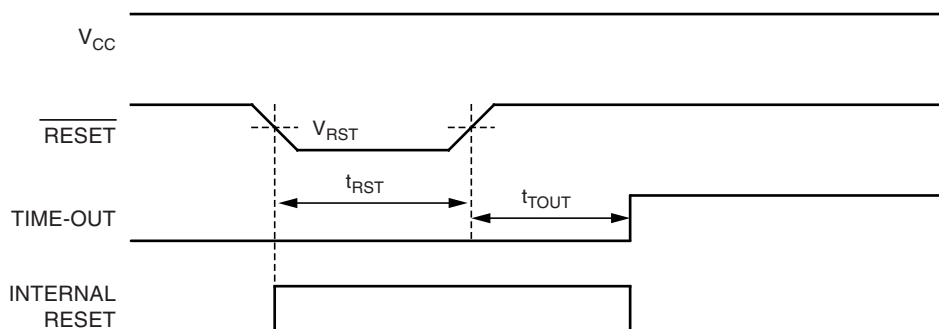 VCC
RESET
VRST
tRST
tTOUT
TIME-OUT
INTERNAL
RESET